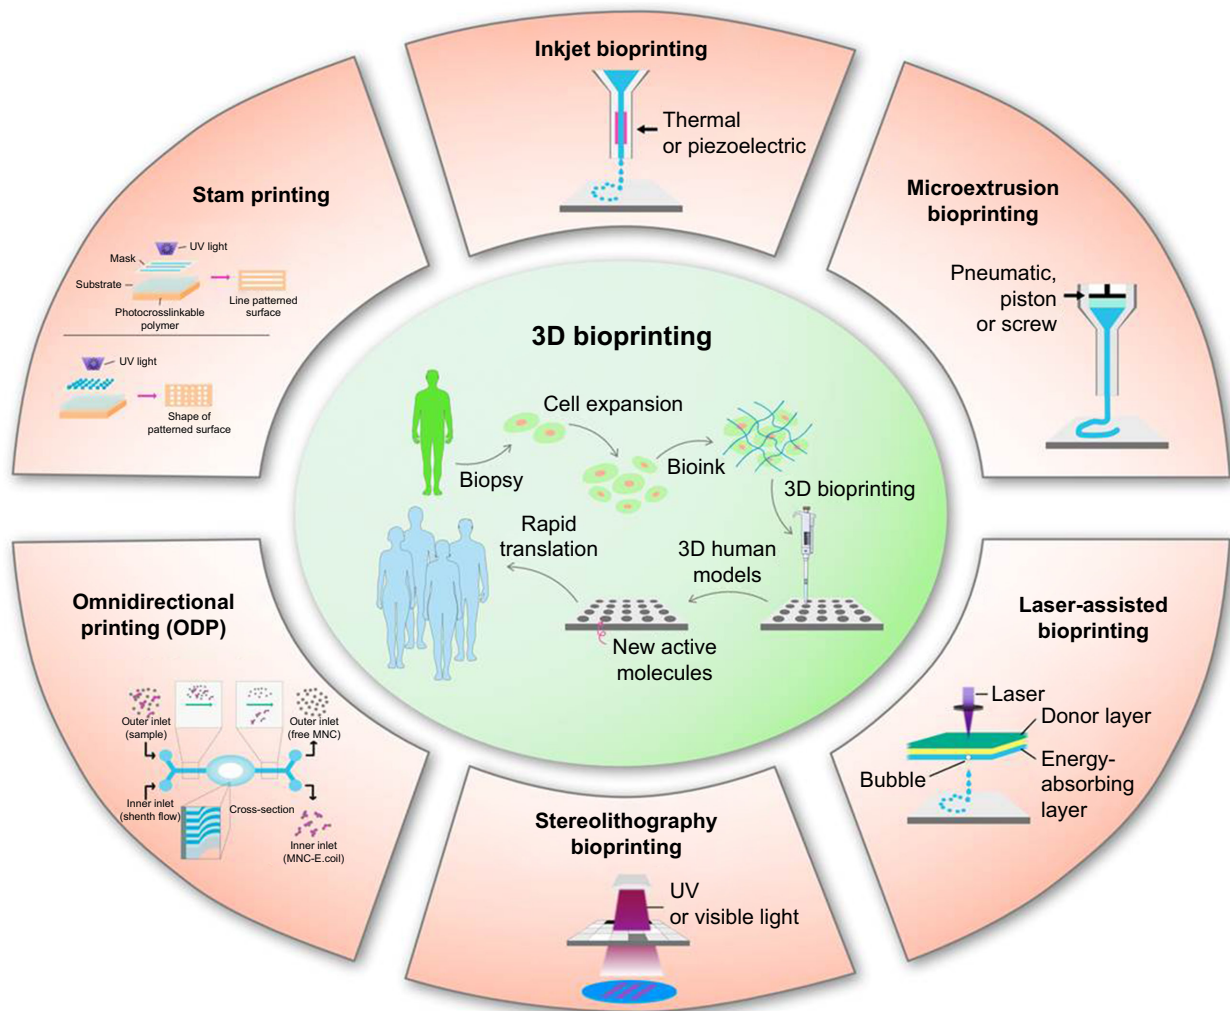 Inkjet bioprinting
Thermal
or piezoelectric
Microextrusion
bioprinting
Pneumatic,
piston
or screw
Stam printing
UV light
Mask
Substrate
Photocrosslinkable
polymer
Line patterned
surface
UV light
Shape of
patterned surface
3D bioprinting
Biopsy
Cell expansion
Bioink
3D bioprinting
3D human
models
New active
molecules
Rapid
translation
Omnidirectional
printing (ODP)
Outer inlet
(sample)
Outer inlet
(free MNC)
Inner inlet
(shenth flow)
Cross-section
Inner inlet
(MNC-E.coil)
Stereolithography
bioprinting
UV
or visible light
Laser-assisted
bioprinting
Laser
Donor layer
Bubble
Energy-
absorbing
layer